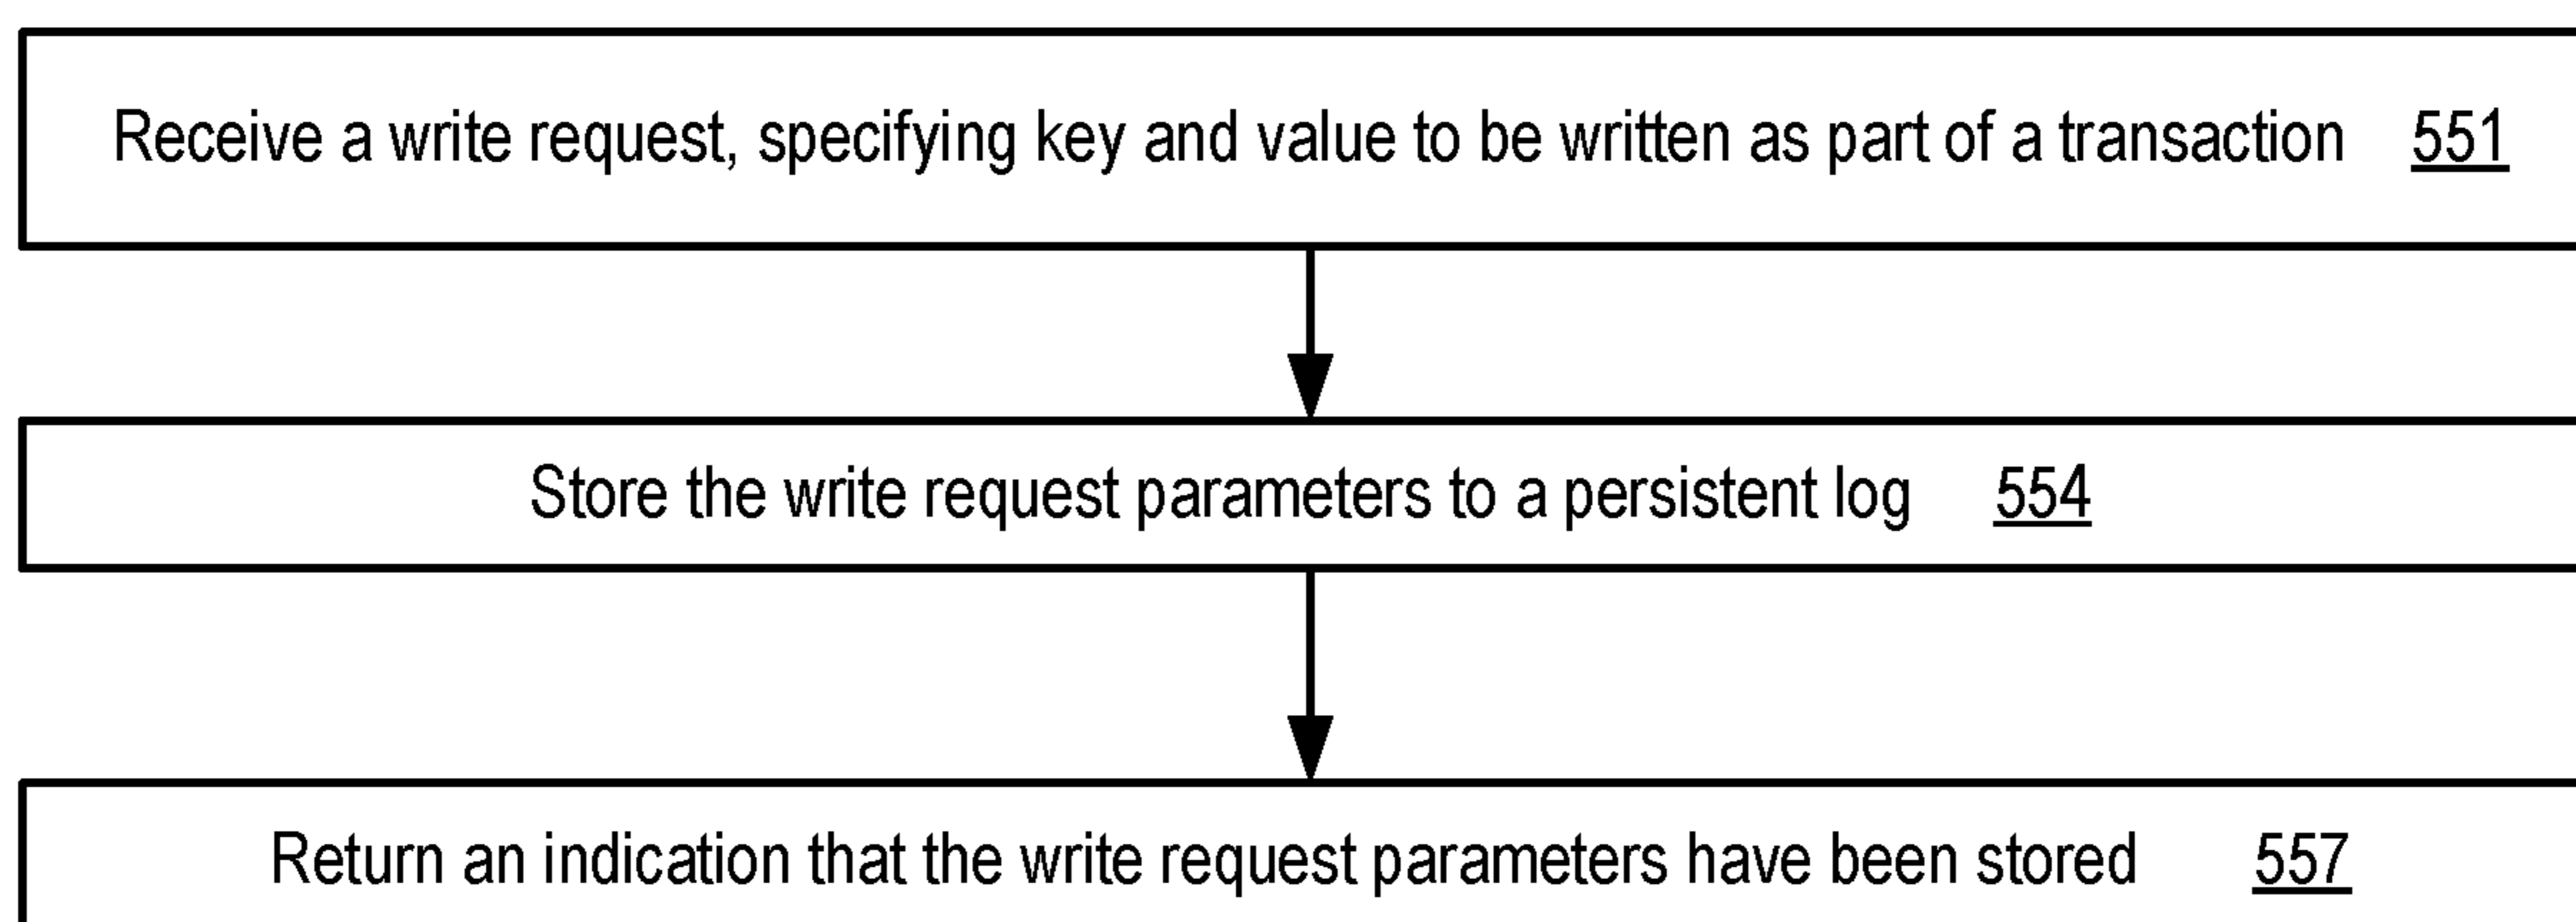 Receive a write request, specifying key and value to be written as part of a transaction 551
Store the write request parameters to a persistent log 554
Return an indication that the write request parameters have been stored 557